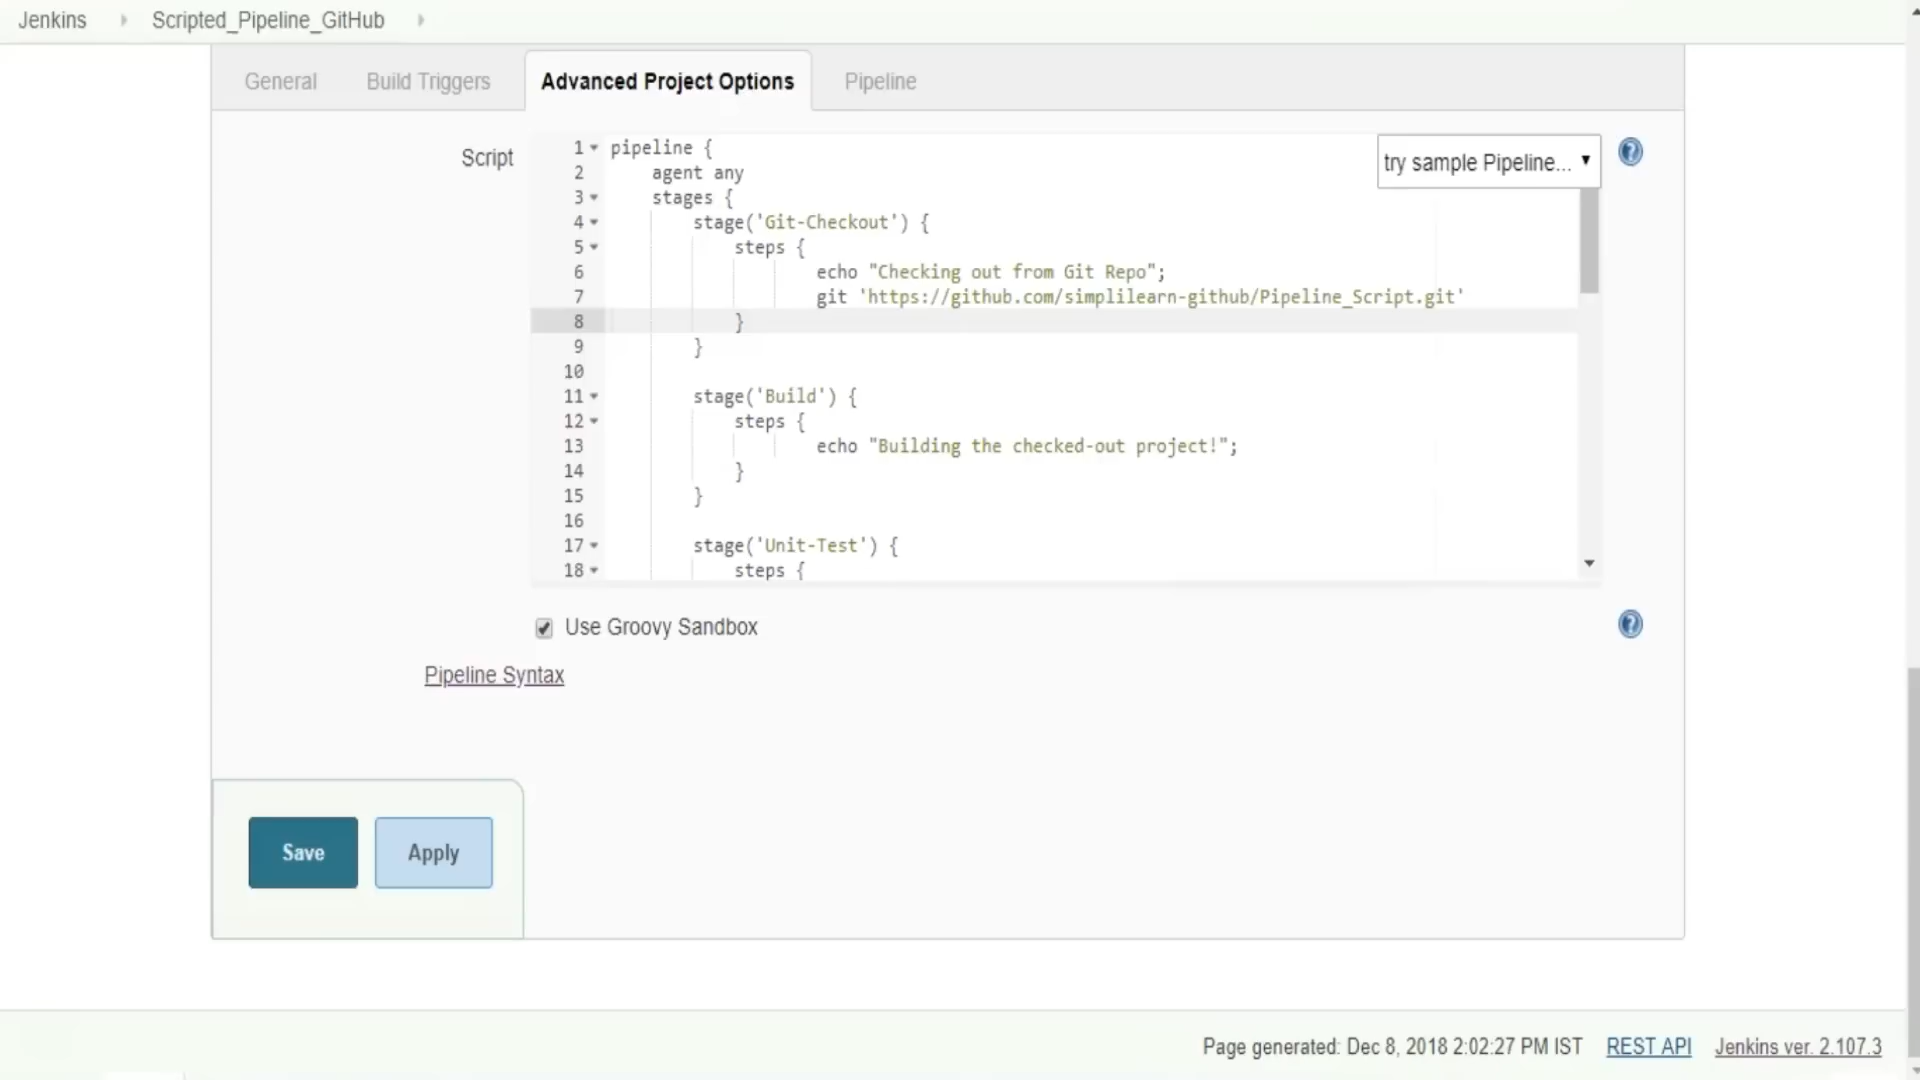 Jenkins Scripted_Pipeline_GitHub
General Build Triggers Advanced Project Options Pipeline
Script
try sample Pipeline...
1 pipeline {
2     agent any
3     stages {
4         stage('Git-Checkout') {
5             steps {
6                     echo "Checking out from Git Repo";
7                     git 'https://github.com/simplilearn-github/Pipeline_Script.git'
8             }
9         }
10
11         stage('Build') {
12             steps {
13                     echo "Building the checked-out project!";
14             }
15         }
16
17         stage('Unit-Test') {
18             steps {
Use Groovy Sandbox
Pipeline Syntax
Save Apply
Page generated: Dec 8, 2018 2:02:27 PM IST REST API Jenkins ver. 2.107.3